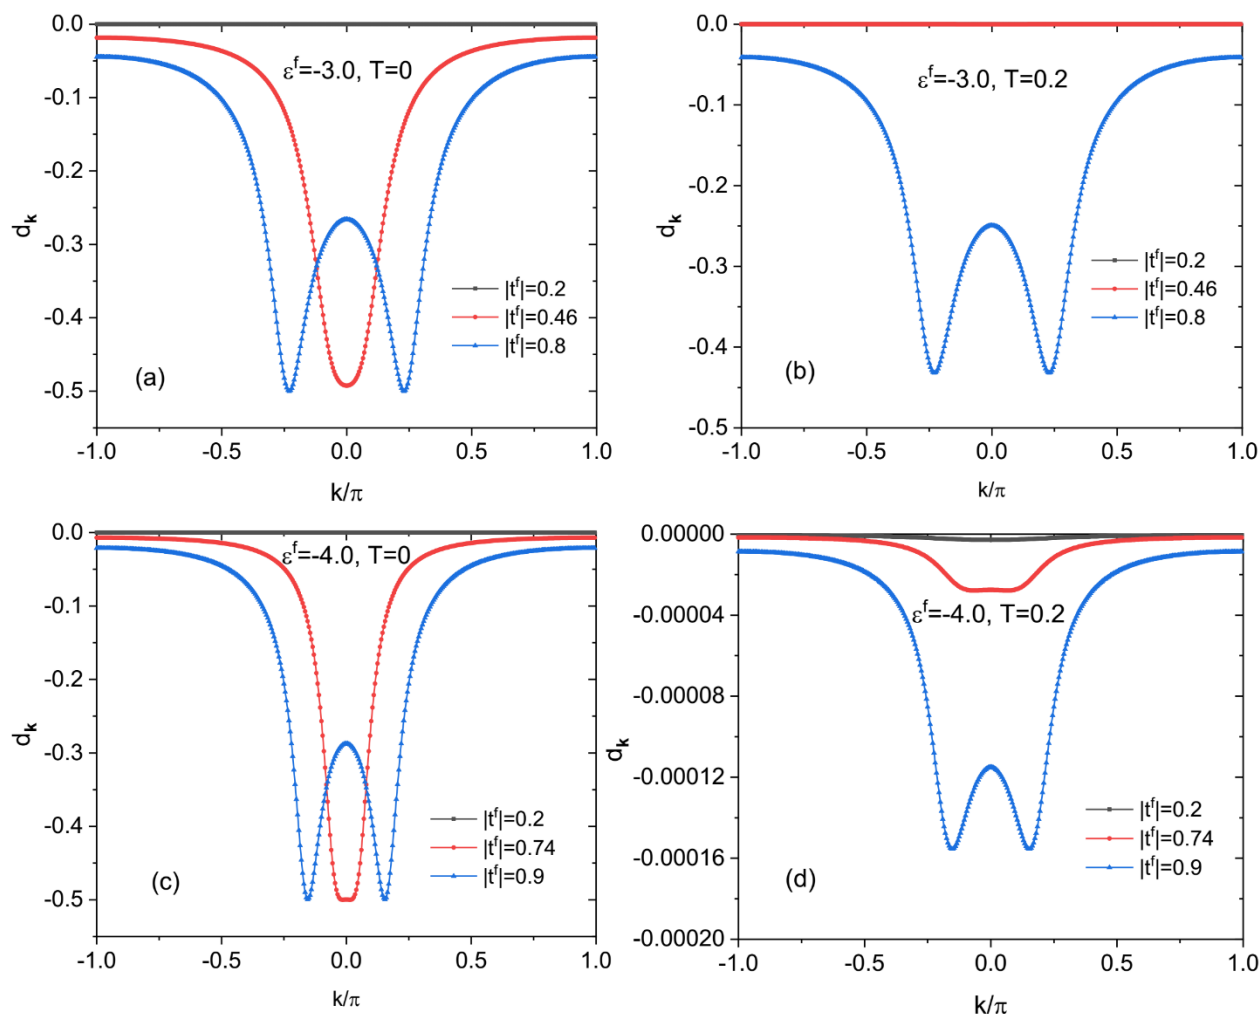 0.0
-0.1
-0.2
-0.3
-0.4
-0.5
d_k
ε^f=-3.0, T=0
|t^f|=0.2
|t^f|=0.46
|t^f|=0.8
(a)
-1.0 -0.5 0.0 0.5 1.0
k/π
0.0
-0.1
-0.2
-0.3
-0.4
-0.5
d_k
ε^f=-3.0, T=0.2
|t^f|=0.2
|t^f|=0.46
|t^f|=0.8
(b)
-1.0 -0.5 0.0 0.5 1.0
k/π
0.0
-0.1
-0.2
-0.3
-0.4
-0.5
d_k
ε^f=-4.0, T=0
|t^f|=0.2
|t^f|=0.74
|t^f|=0.9
(c)
-1.0 -0.5 0.0 0.5 1.0
k/π
0.00000
-0.00004
-0.00008
-0.00012
-0.00016
-0.00020
d_k
ε^f=-4.0, T=0.2
|t^f|=0.2
|t^f|=0.74
|t^f|=0.9
(d)
-1.0 -0.5 0.0 0.5 1.0
k/π